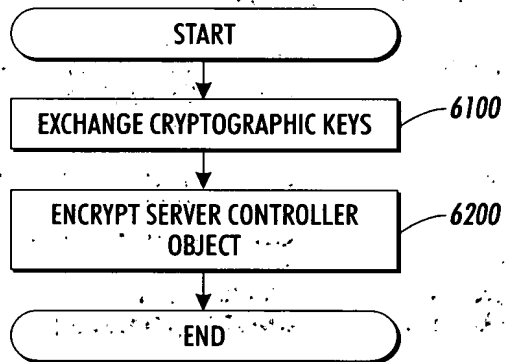 START
EXCHANGE CRYPTOGRAPHIC KEYS
6100
ENCRYPT SERVER CONTROLLER
OBJECT
6200
END